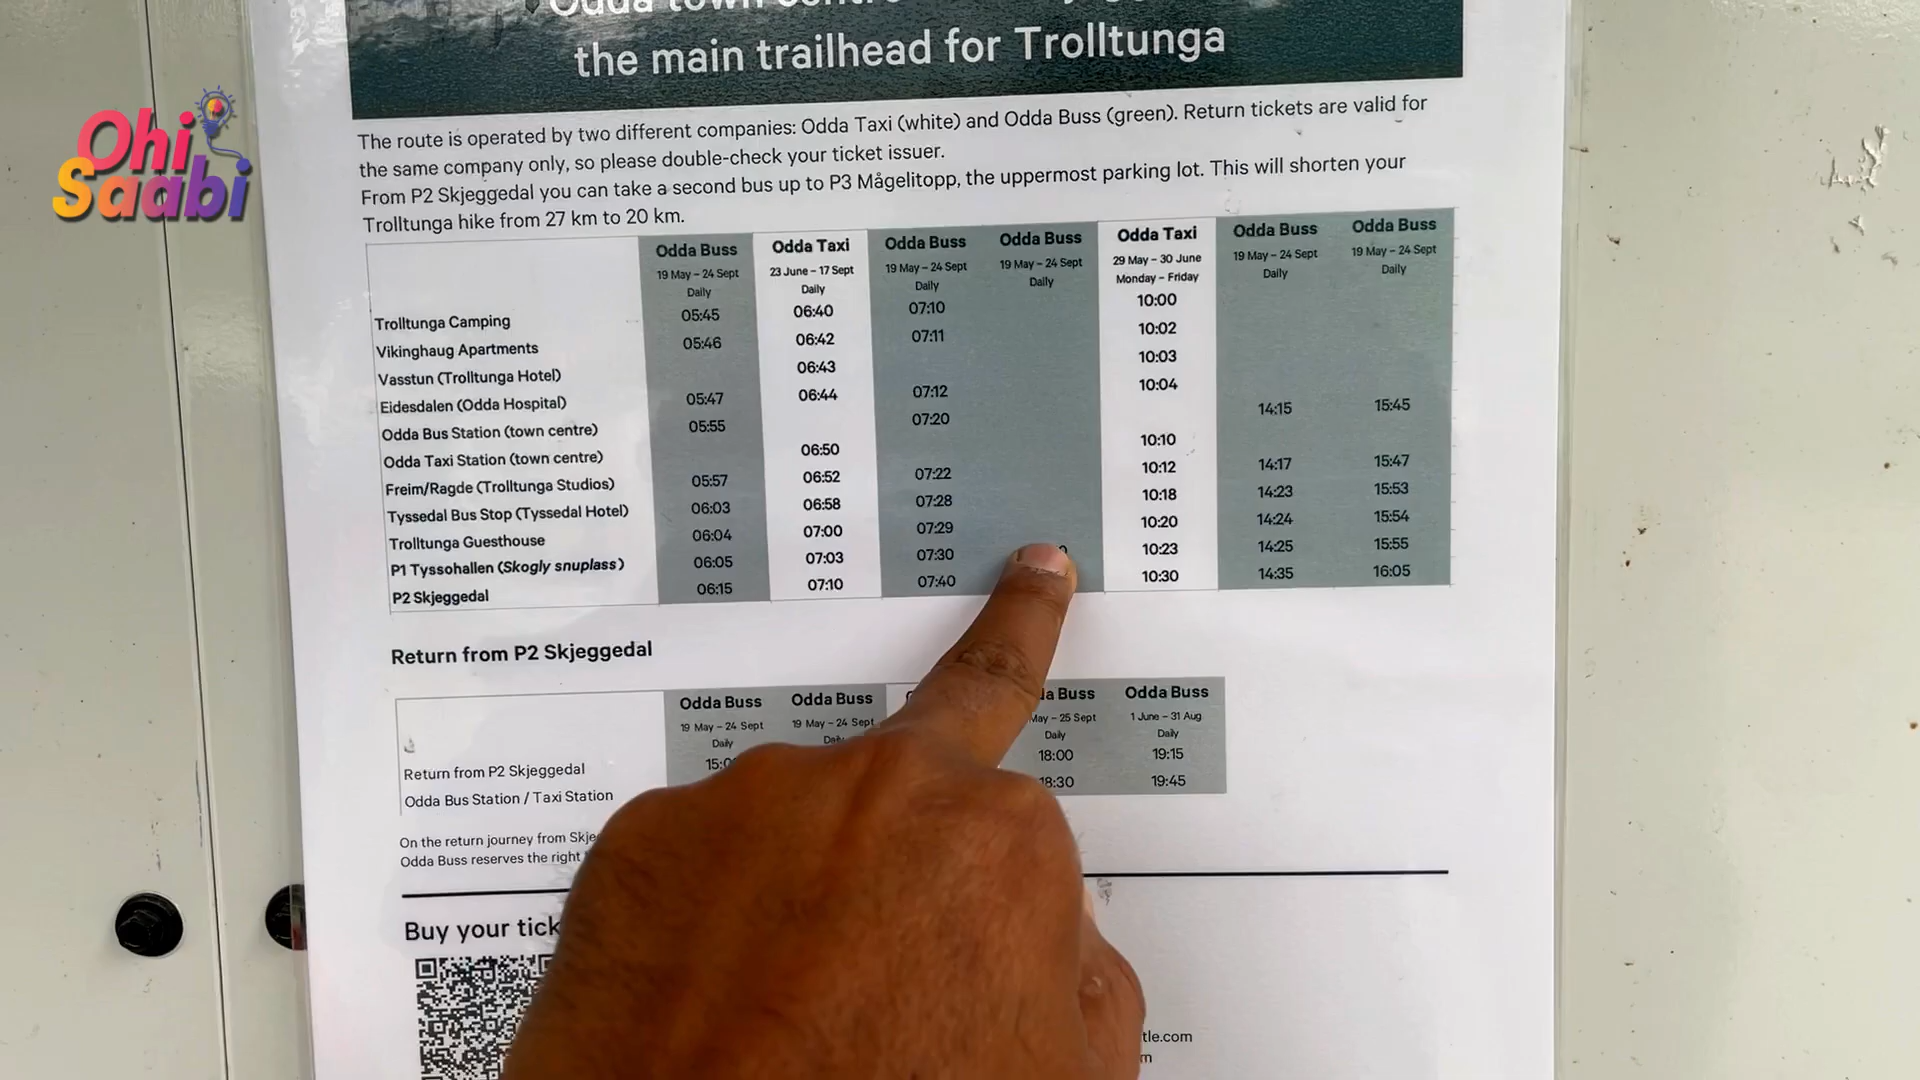 Ohi
Saabi
Odda town centre
the main trailhead for Trolltunga
The route is operated by two different companies: Odda Taxi (white) and Odda Buss (green). Return tickets are valid for
the same company only, so please double-check your ticket issuer.
From P2 Skjeggedal you can take a second bus up to P3 Mågelitopp, the uppermost parking lot. This will shorten your
Trolltunga hike from 27 km to 20 km.
Odda Buss Odda Taxi Odda Buss Odda Buss Odda Taxi Odda Buss Odda Buss
19 May – 24 Sept 23 June – 17 Sept 19 May – 24 Sept 19 May – 24 Sept 29 May – 30 June 19 May – 24 Sept 19 May – 24 Sept
Daily Daily Daily Daily Monday – Friday Daily Daily
Trolltunga Camping 05:45 06:40 07:10 10:00
Vikinghaug Apartments 05:46 06:42 07:11 10:02
Vasstun (Trolltunga Hotel) 06:43 10:03
Eidesdalen (Odda Hospital) 05:47 06:44 07:12 10:04
Odda Bus Station (town centre) 05:55 07:20 14:15 15:45
Odda Taxi Station (town centre) 06:50 10:10
Freim/Ragde (Trolltunga Studios) 05:57 06:52 07:22 10:12 14:17 15:47
Tyssedal Bus Stop (Tyssedal Hotel) 06:03 06:58 07:28 10:18 14:23 15:53
Trolltunga Guesthouse 06:04 07:00 07:29 10:20 14:24 15:54
P1 Tyssohallen (Skogly snuplass) 06:05 07:03 07:30 10:23 14:25 15:55
P2 Skjeggedal 06:15 07:10 07:40 10:30 14:35 16:05
Return from P2 Skjeggedal
Odda Buss Odda Buss Buss Odda Buss
19 May – 24 Sept 19 May – 24 Sept May – 25 Sept 1 June – 31 Aug
Daily Daily Daily
Return from P2 Skjeggedal 18:00 19:15
Odda Bus Station / Taxi Station 18:30 19:45
On the return journey from
Odda Buss reserves the right
Buy your